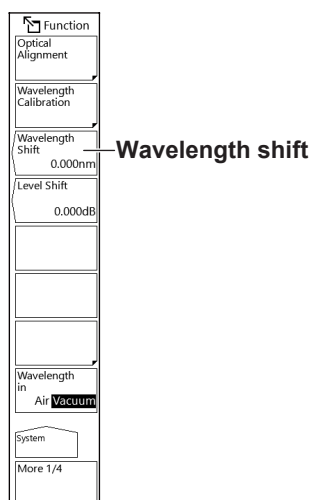 Function
Optical
Alignment
Wavelength
Calibration
Wavelength
Shift
0.000nm
Wavelength shift
Level Shift
0.000dB
Wavelength
in
Air Vacuum
System
More 1/4